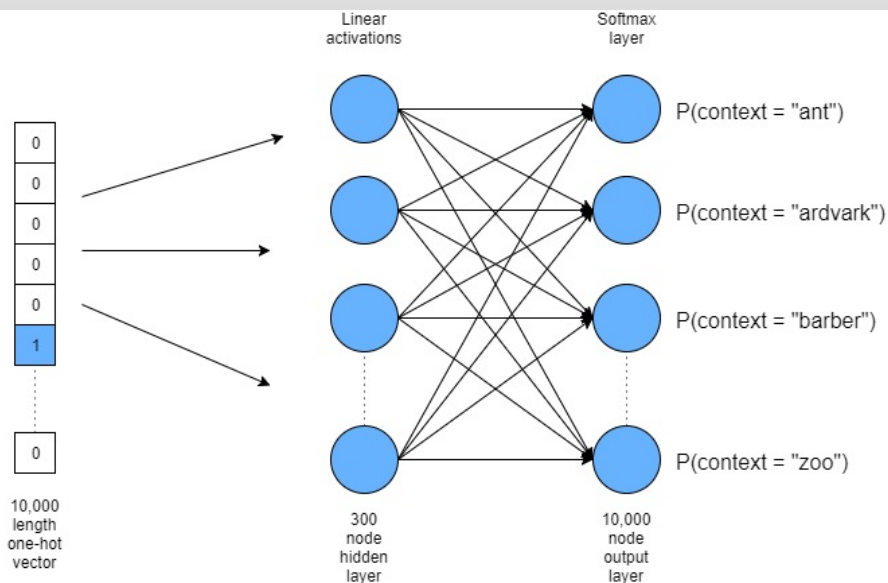 Linear
activations
Softmax
layer
0
0
0
0
0
1
0
P(context = "ant")
P(context = "ardvark")
P(context = "barber")
P(context = "zoo")
10,000
length
one-hot
vector
300
node
hidden
layer
10,000
node
output
layer